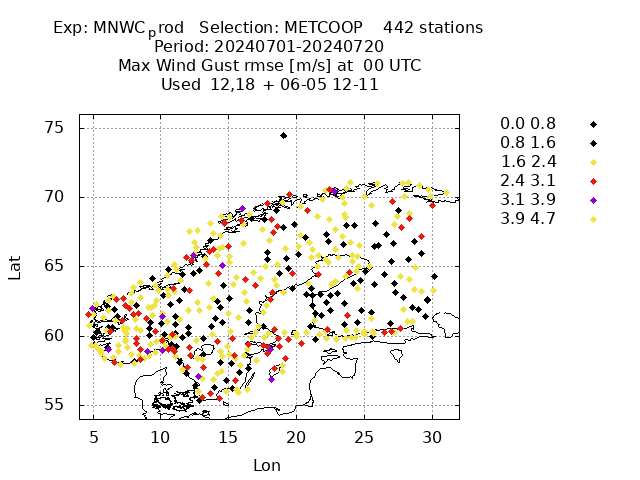 Exp: MNWCprod   Selection: METCOOP    442 stations
Period: 20240701-20240720
Max Wind Gust rmse [m/s] at  00 UTC
Used  12,18 + 06-05 12-11
0.0 0.8
0.8 1.6
1.6 2.4
2.4 3.1
3.1 3.9
3.9 4.7
75
70
65
60
55
Lat
5 10 15 20 25 30
Lon